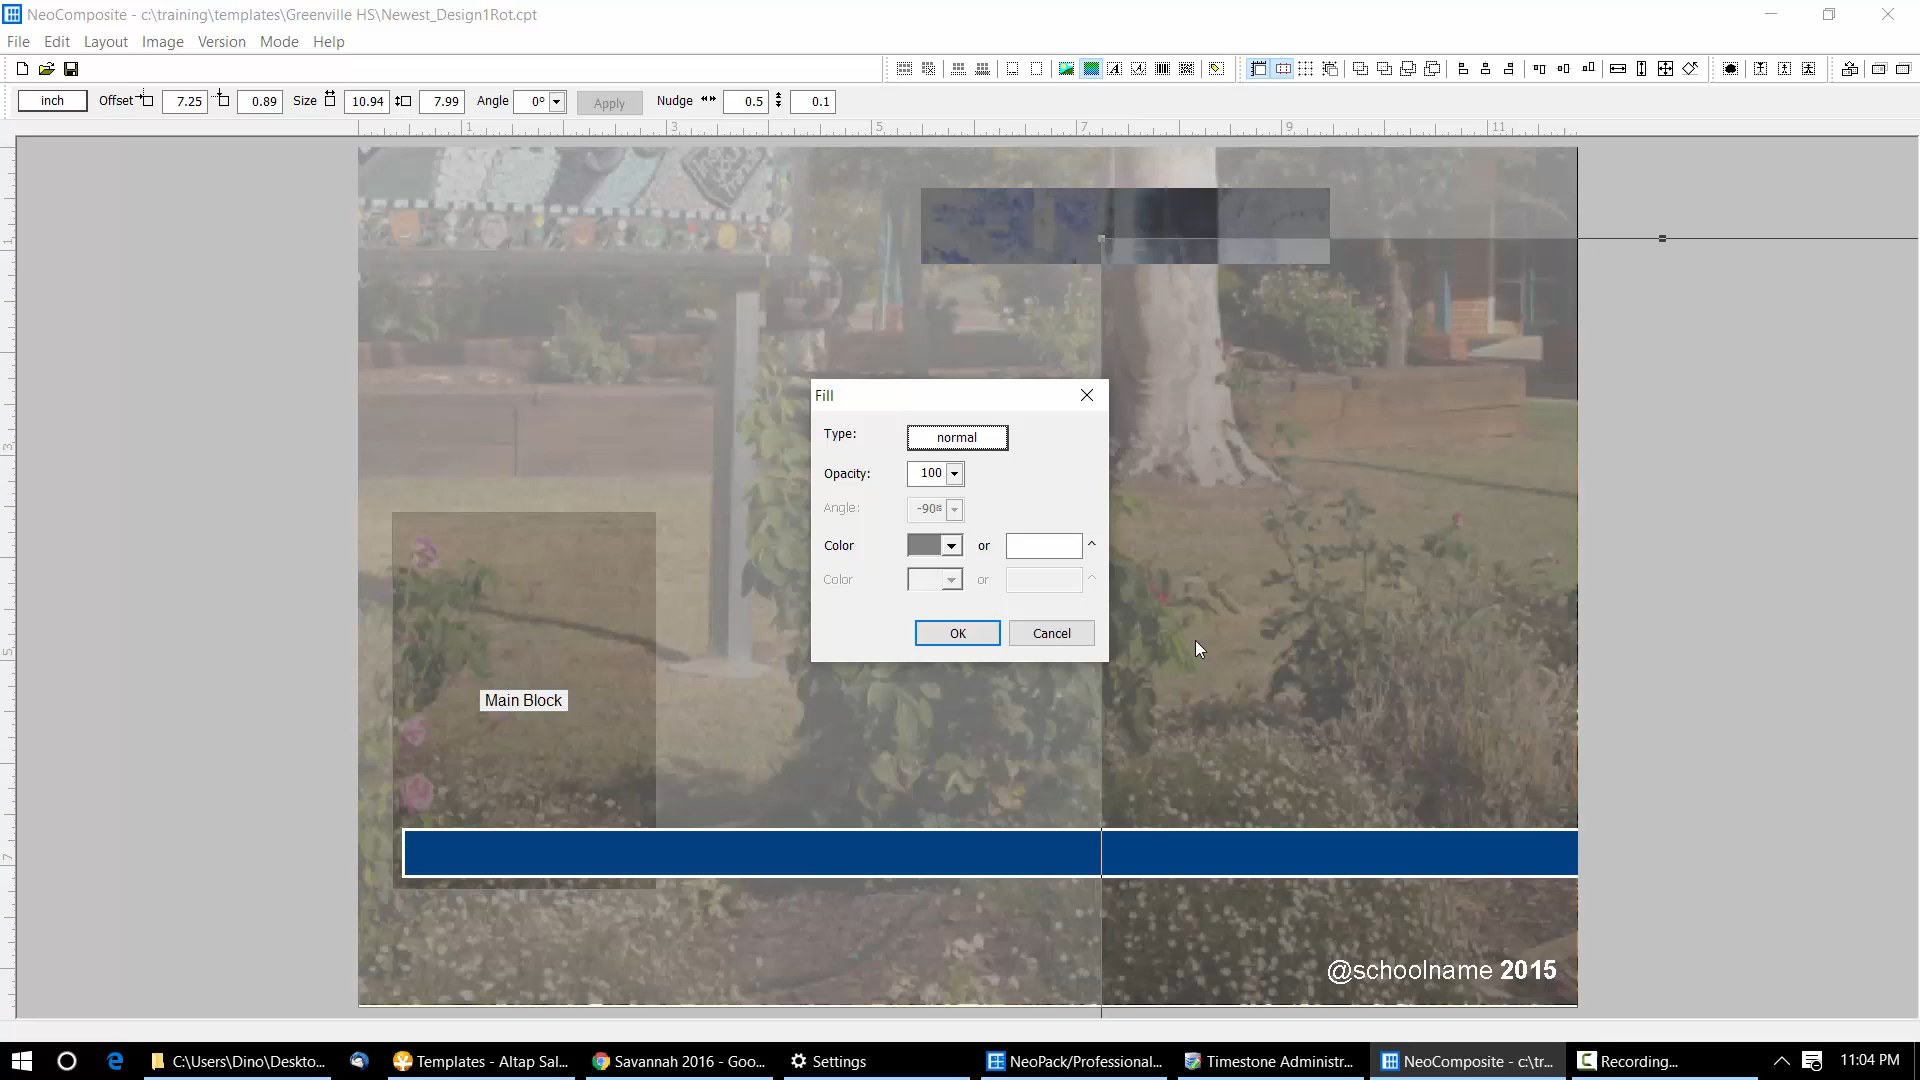 NeoComposite - c:\training\templates\Greenville HS\Newest_Design1Rot.cpt
File Edit Layout Image Version Mode Help
inch Offset 7.25 0.89 Size 10.94 7.99 Angle 0° Apply Nudge 0.5 0.1
1 3 5 7 9 11
1
3
5
7
Fill
Type: normal
Opacity: 100
Angle: -90
Color or
Color or
OK Cancel
Main Block
@schoolname 2015
C:\Users\Dino\Deskto... Templates - Altap Sal... Savannah 2016 - Goo... Settings NeoPack/Professional... Timestone Administr... NeoComposite - c:\tr... Recording... 11:04 PM